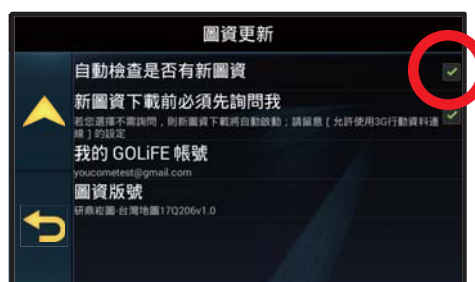 圖資更新
自動檢查是否有新圖資
新圖資下載前必須先詢問我
若您選擇不需詢問，則新圖資下載將自動啟動；請留意 [ 允許使用3G行動資料連
線 ] 的設定
我的 GOLiFE 帳號
youcometest@gmail.com
圖資版號
研鼎崧圖-台灣地圖17Q206v1.0